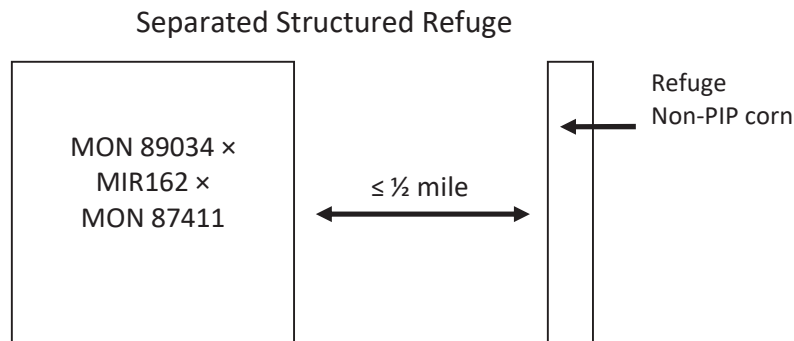 Separated Structured Refuge
Refuge
Non-PIP corn
MON 89034 ×
MIR162 ×
MON 87411
≤ ½ mile